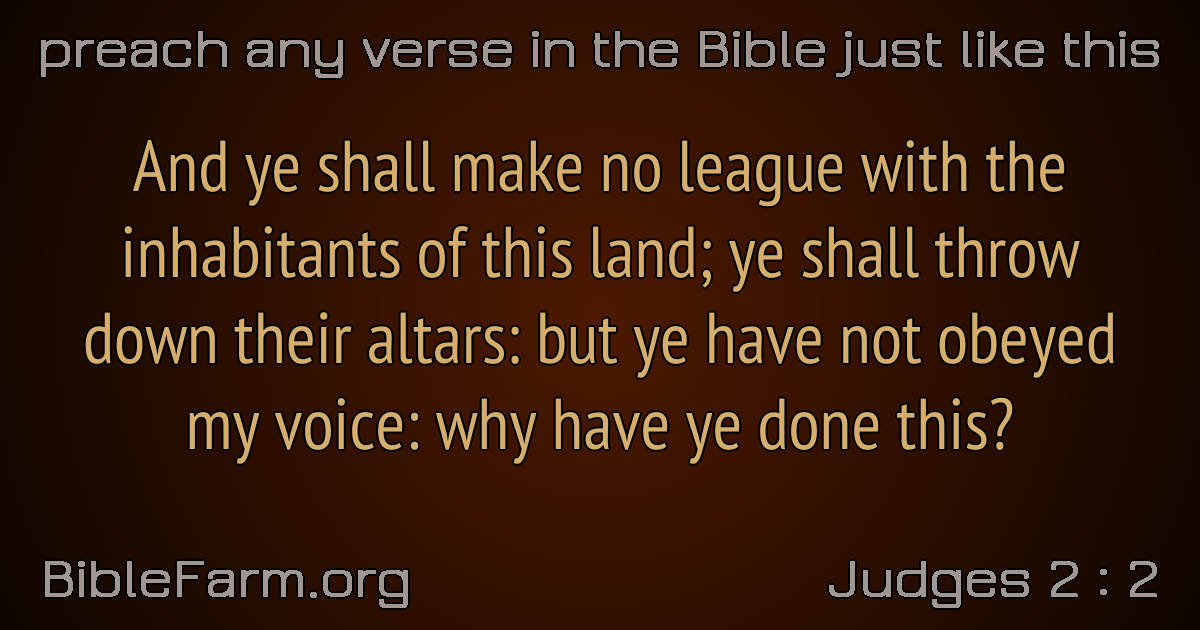 preach any verse in the Bible just like this
And ye shall make no league with the
inhabitants of this land; ye shall throw
down their altars: but ye have not obeyed
my voice: why have ye done this?
BibleFarm.org
Judges 2 : 2